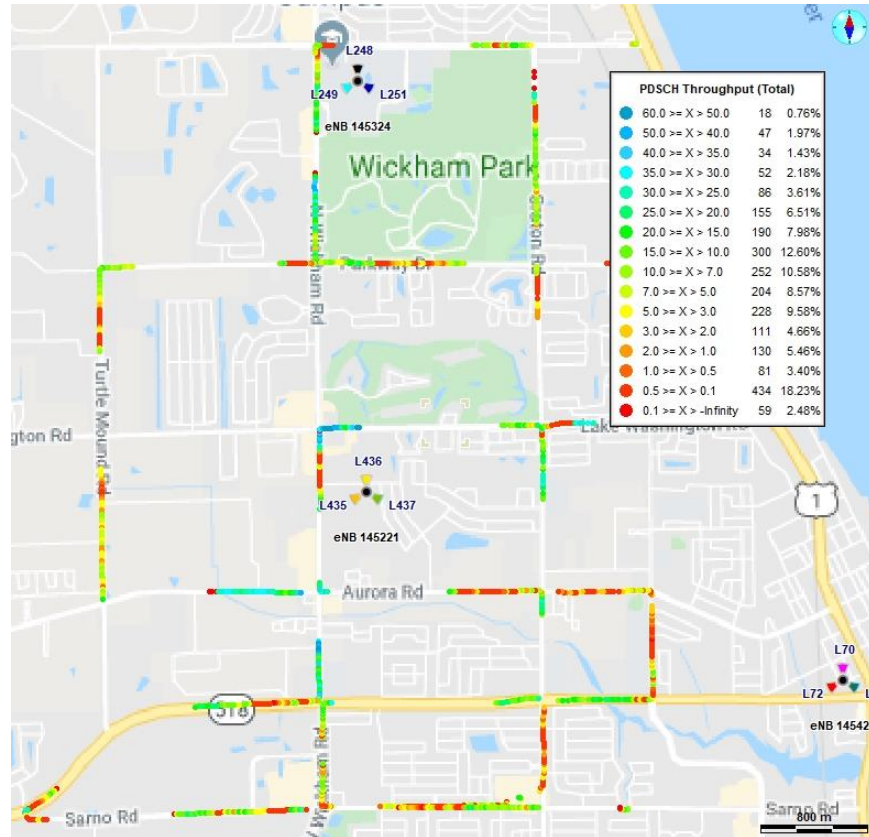 L248
L249
L251
eNB 145324
Wickham Park
Croton Rd
Parkway Dr
Turtle Mound Rd
gton Rd
L436
L435
L437
eNB 145221
Aurora Rd
1
L70
L72
L
eNB 14542
518
Sarno Rd
Sarno Rd
800 m
PDSCH Throughput (Total)
60.0 >= X > 50.0 18 0.76%
50.0 >= X > 40.0 47 1.97%
40.0 >= X > 35.0 34 1.43%
35.0 >= X > 30.0 52 2.18%
30.0 >= X > 25.0 86 3.61%
25.0 >= X > 20.0 155 6.51%
20.0 >= X > 15.0 190 7.98%
15.0 >= X > 10.0 300 12.60%
10.0 >= X > 7.0 252 10.58%
7.0 >= X > 5.0 204 8.57%
5.0 >= X > 3.0 228 9.58%
3.0 >= X > 2.0 111 4.66%
2.0 >= X > 1.0 130 5.46%
1.0 >= X > 0.5 81 3.40%
0.5 >= X > 0.1 434 18.23%
0.1 >= X > -Infinity 59 2.48%